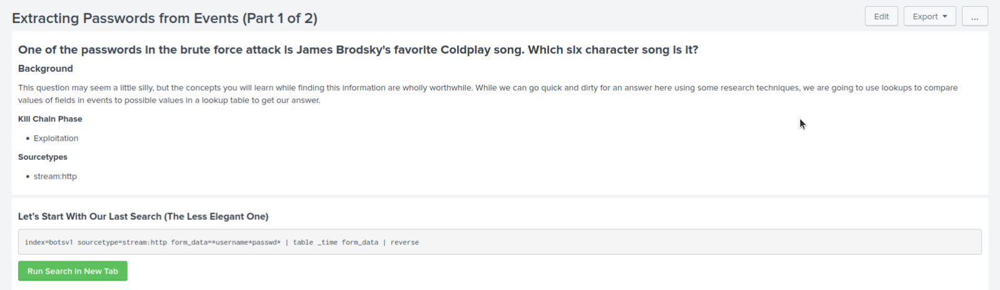 Extracting Passwords from Events (Part 1 of 2)
Edit
Export
...
One of the passwords in the brute force attack is James Brodsky's favorite Coldplay song. Which six character song is it?
Background
This question may seem a little silly, but the concepts you will learn while finding this information are wholly worthwhile. While we can go quick and dirty for an answer here using some research techniques, we are going to use lookups to compare
values of fields in events to possible values in a lookup table to get our answer.
Kill Chain Phase
• Exploitation
Sourcetypes
• stream:http
Let's Start With Our Last Search (The Less Elegant One)
index=botsv1 sourcetype=stream:http form_data=*username*passwd* | table _time form_data | reverse
Run Search in New Tab